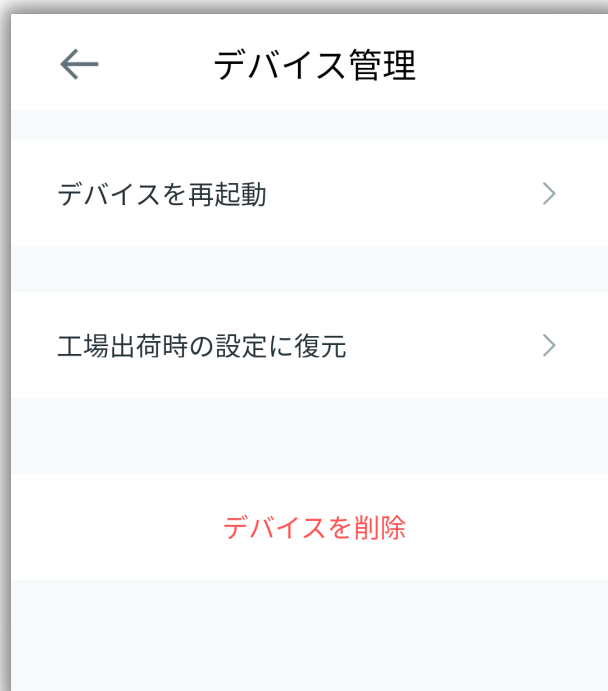 デバイス管理
デバイスを再起動
工場出荷時の設定に復元
デバイスを削除